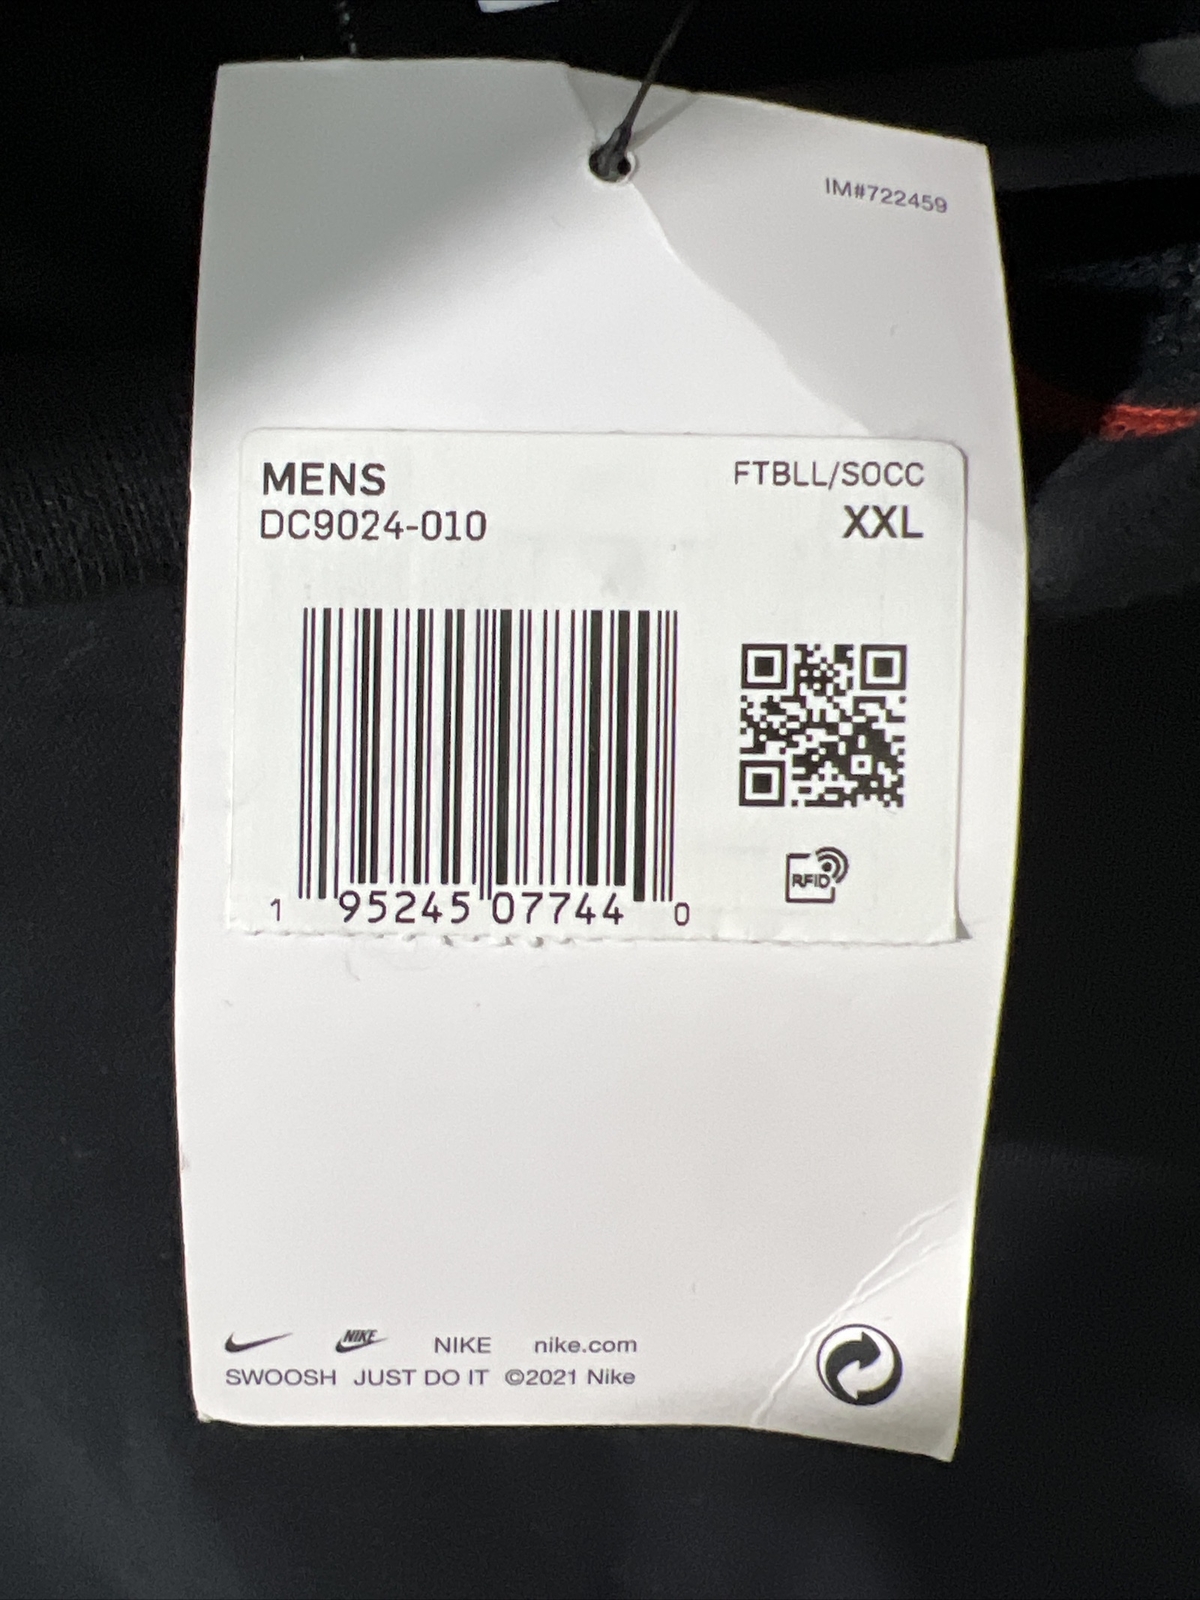 IM#722459
MENS
FTBLL/SOCC
DC9024-010
XXL
1 95245 07744 0
RFID
NIKE NIKE nike.com
SWOOSH JUST DO IT ©2021 Nike